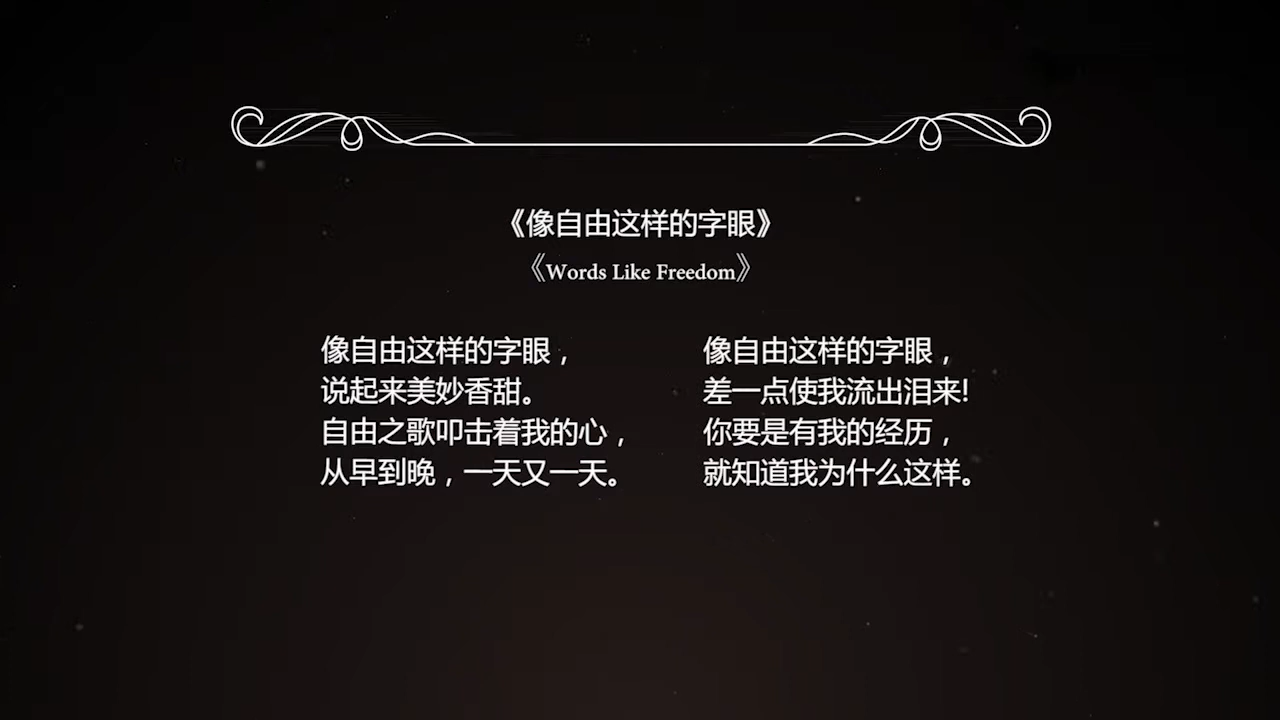 《像自由这样的字眼》
《Words Like Freedom》
像自由这样的字眼，
说起来美妙香甜。
自由之歌叩击着我的心，
从早到晚，一天又一天。
像自由这样的字眼，
差一点使我流出泪来!
你要是有我的经历，
就知道我为什么这样。